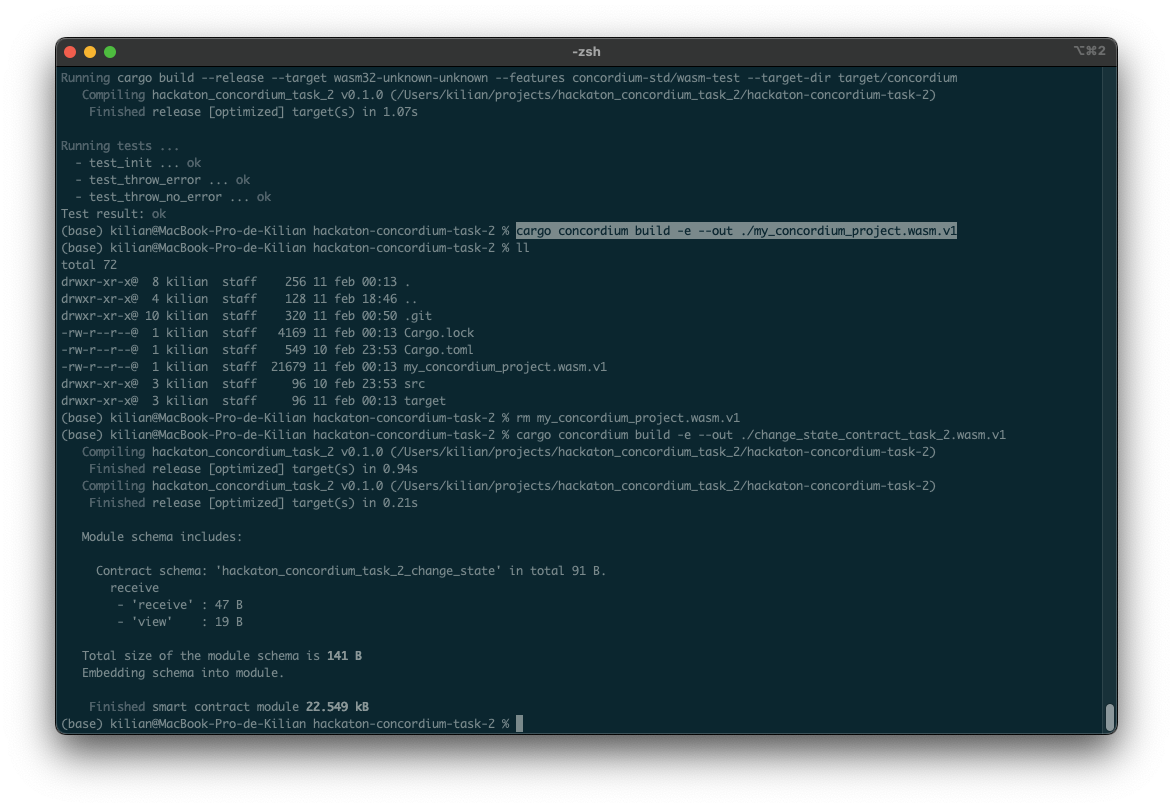 -zsh
⌥⌘2
Running cargo build --release --target wasm32-unknown-unknown --features concordium-std/wasm-test --target-dir target/concordium
Compiling hackaton_concordium_task_2 v0.1.0 (/Users/kilian/projects/hackaton_concordium_task_2/hackaton-concordium-task-2)
Finished release [optimized] target(s) in 1.07s
Running tests ...
- test_init ... ok
- test_throw_error ... ok
- test_throw_no_error ... ok
Test result: ok
(base) kilian@MacBook-Pro-de-Kilian hackaton-concordium-task-2 % cargo concordium build -e --out ./my_concordium_project.wasm.v1
(base) kilian@MacBook-Pro-de-Kilian hackaton-concordium-task-2 % ll
total 72
drwxr-xr-x@  8 kilian  staff    256 11 feb 00:13 .
drwxr-xr-x@  4 kilian  staff    128 11 feb 18:46 ..
drwxr-xr-x@ 10 kilian  staff    320 11 feb 00:50 .git
-rw-r--r--@  1 kilian  staff   4169 11 feb 00:13 Cargo.lock
-rw-r--r--@  1 kilian  staff    549 10 feb 23:53 Cargo.toml
-rw-r--r--@  1 kilian  staff  21679 11 feb 00:13 my_concordium_project.wasm.v1
drwxr-xr-x@  3 kilian  staff     96 10 feb 23:53 src
drwxr-xr-x@  3 kilian  staff     96 11 feb 00:13 target
(base) kilian@MacBook-Pro-de-Kilian hackaton-concordium-task-2 % rm my_concordium_project.wasm.v1
(base) kilian@MacBook-Pro-de-Kilian hackaton-concordium-task-2 % cargo concordium build -e --out ./change_state_contract_task_2.wasm.v1
Compiling hackaton_concordium_task_2 v0.1.0 (/Users/kilian/projects/hackaton_concordium_task_2/hackaton-concordium-task-2)
Finished release [optimized] target(s) in 0.94s
Compiling hackaton_concordium_task_2 v0.1.0 (/Users/kilian/projects/hackaton_concordium_task_2/hackaton-concordium-task-2)
Finished release [optimized] target(s) in 0.21s
Module schema includes:
Contract schema: 'hackaton_concordium_task_2_change_state' in total 91 B.
receive
- 'receive' : 47 B
- 'view'    : 19 B
Total size of the module schema is 141 B
Embedding schema into module.
Finished smart contract module 22.549 kB
(base) kilian@MacBook-Pro-de-Kilian hackaton-concordium-task-2 %